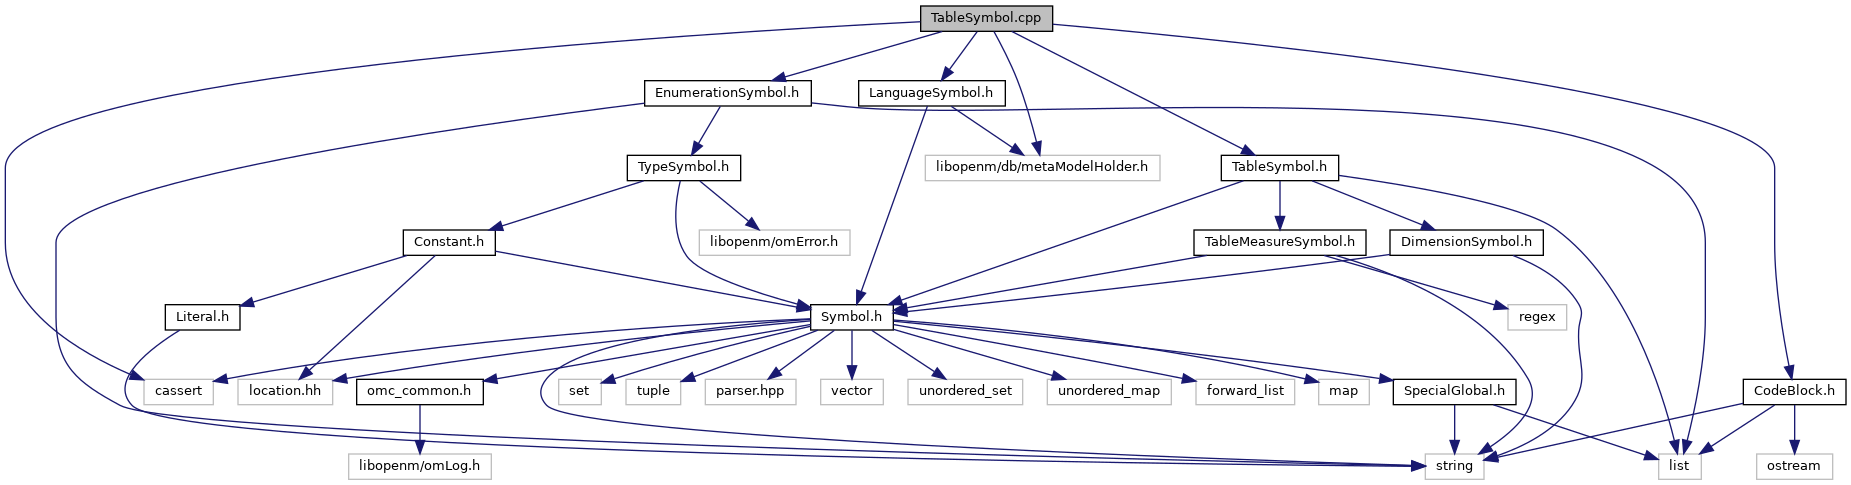 TableSymbol.cpp
EnumerationSymbol.h
LanguageSymbol.h
TypeSymbol.h
libopenm/db/metaModelHolder.h
TableSymbol.h
Constant.h
libopenm/omError.h
TableMeasureSymbol.h
DimensionSymbol.h
Literal.h
Symbol.h
regex
cassert
location.hh
omc_common.h
set
tuple
parser.hpp
vector
unordered_set
unordered_map
forward_list
map
SpecialGlobal.h
CodeBlock.h
libopenm/omLog.h
string
list
ostream